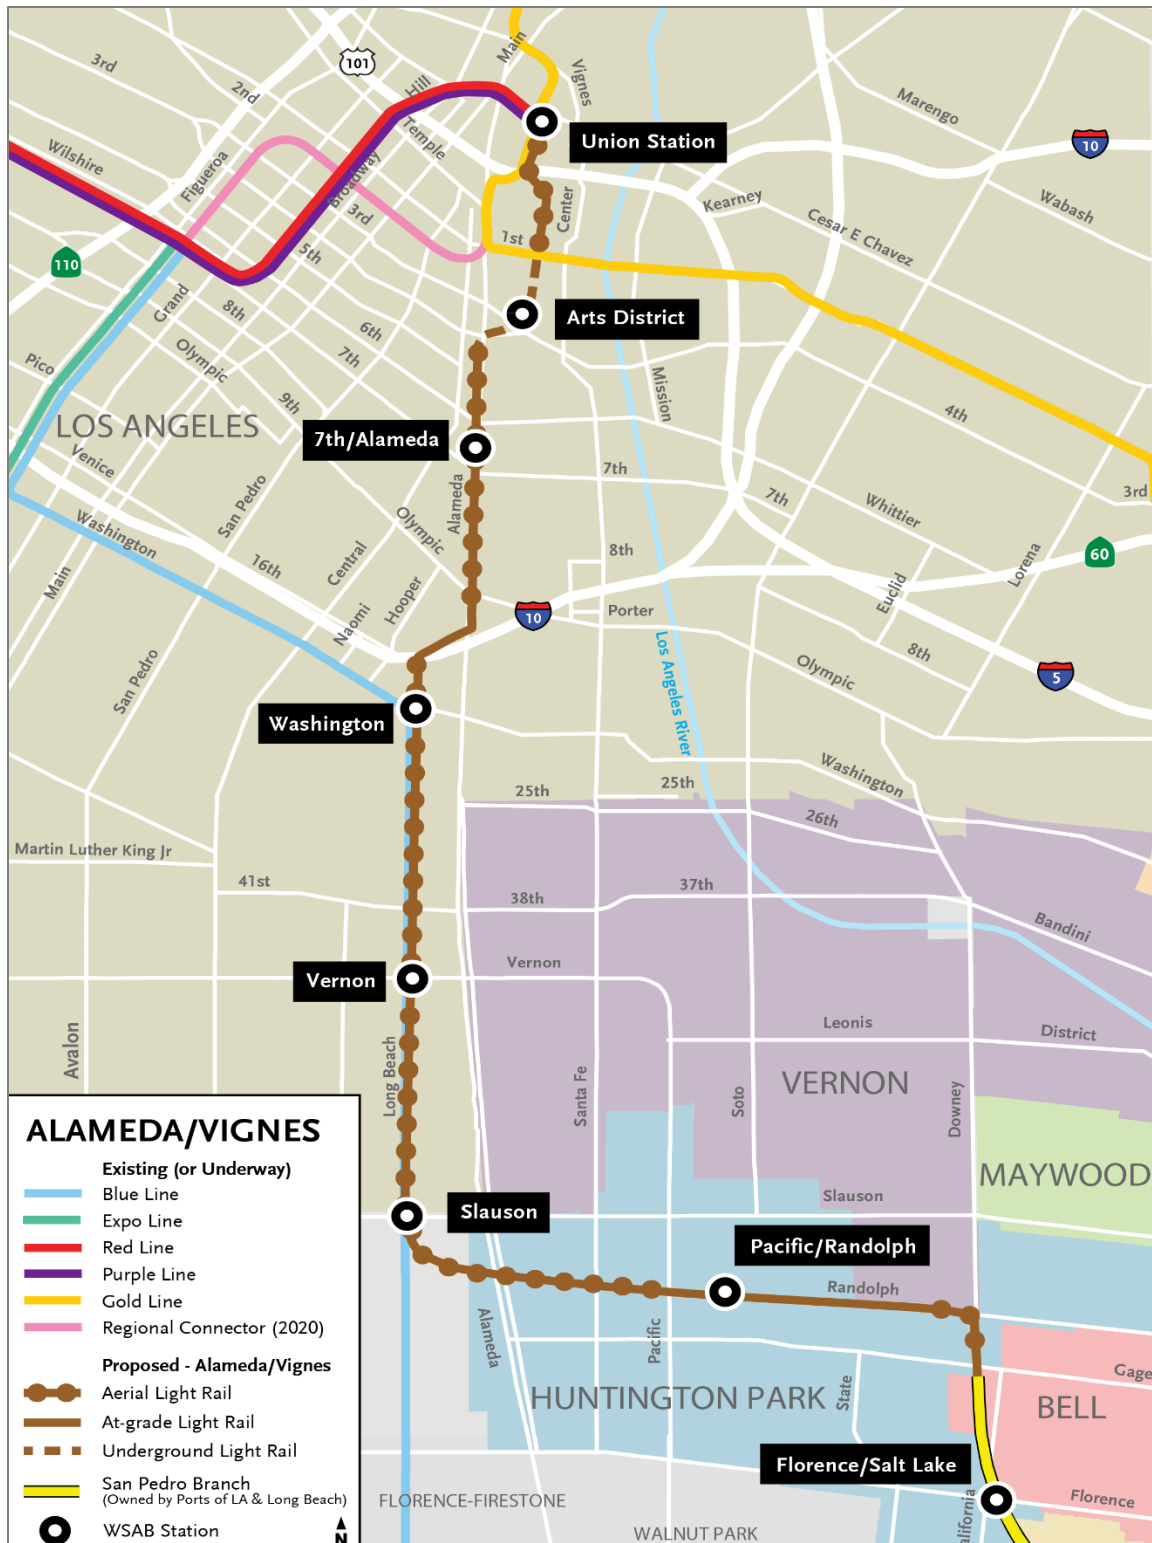 Main
101
3rd
Hill
Vignes
2nd
Marengo
Temple
Union Station
10
Wilshire
Figueroa
Broadway
Center
Kearney
Wabash
3rd
Cesar E Chavez
1st
5th
110
Grand
8th
Arts District
6th
7th
Olympic
Pico
Mission
9th
4th
LOS ANGELES
7th/Alameda
Venice
7th
7th
3rd
San Pedro
Alameda
Whittier
Washington
Olympic
16th
Central
8th
60
Main
Hooper
Lorena
Euclid
Naomi
10
Porter
Los Angeles River
8th
San Pedro
Olympic
5
Washington
Washington
25th
25th
26th
Martin Luther King Jr
41st
37th
38th
Bandini
Vernon
Vernon
Leonis
District
Avalon
Long Beach
Santa Fe
Soto
VERNON
Downey
MAYWOOD
Slauson
Slauson
Pacific/Randolph
Randolph
Alameda
Pacific
State
Gage
HUNTINGTON PARK
BELL
Florence/Salt Lake
FLORENCE-FIRESTONE
alifornia
Florence
WALNUT PARK
ALAMEDA/VIGNES
Existing (or Underway)
Blue Line
Expo Line
Red Line
Purple Line
Gold Line
Regional Connector (2020)
Proposed - Alameda/Vignes
Aerial Light Rail
At-grade Light Rail
Underground Light Rail
San Pedro Branch
(Owned by Ports of LA & Long Beach)
WSAB Station
N